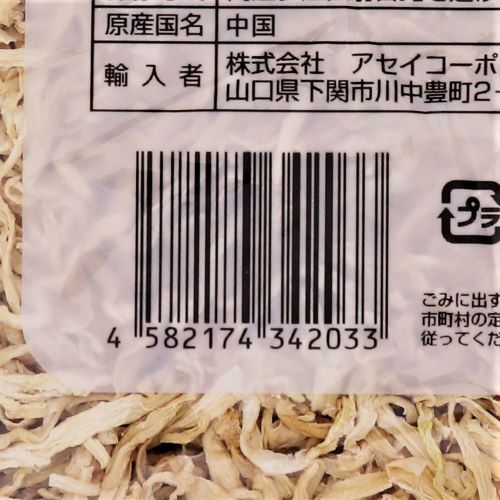 原産国名 中国
輸入者 株式会社 アセイコーポ
山口県下関市川中豊町2-
プラ
4 582174 342033
ごみに出す
市町村の定
従ってくだ